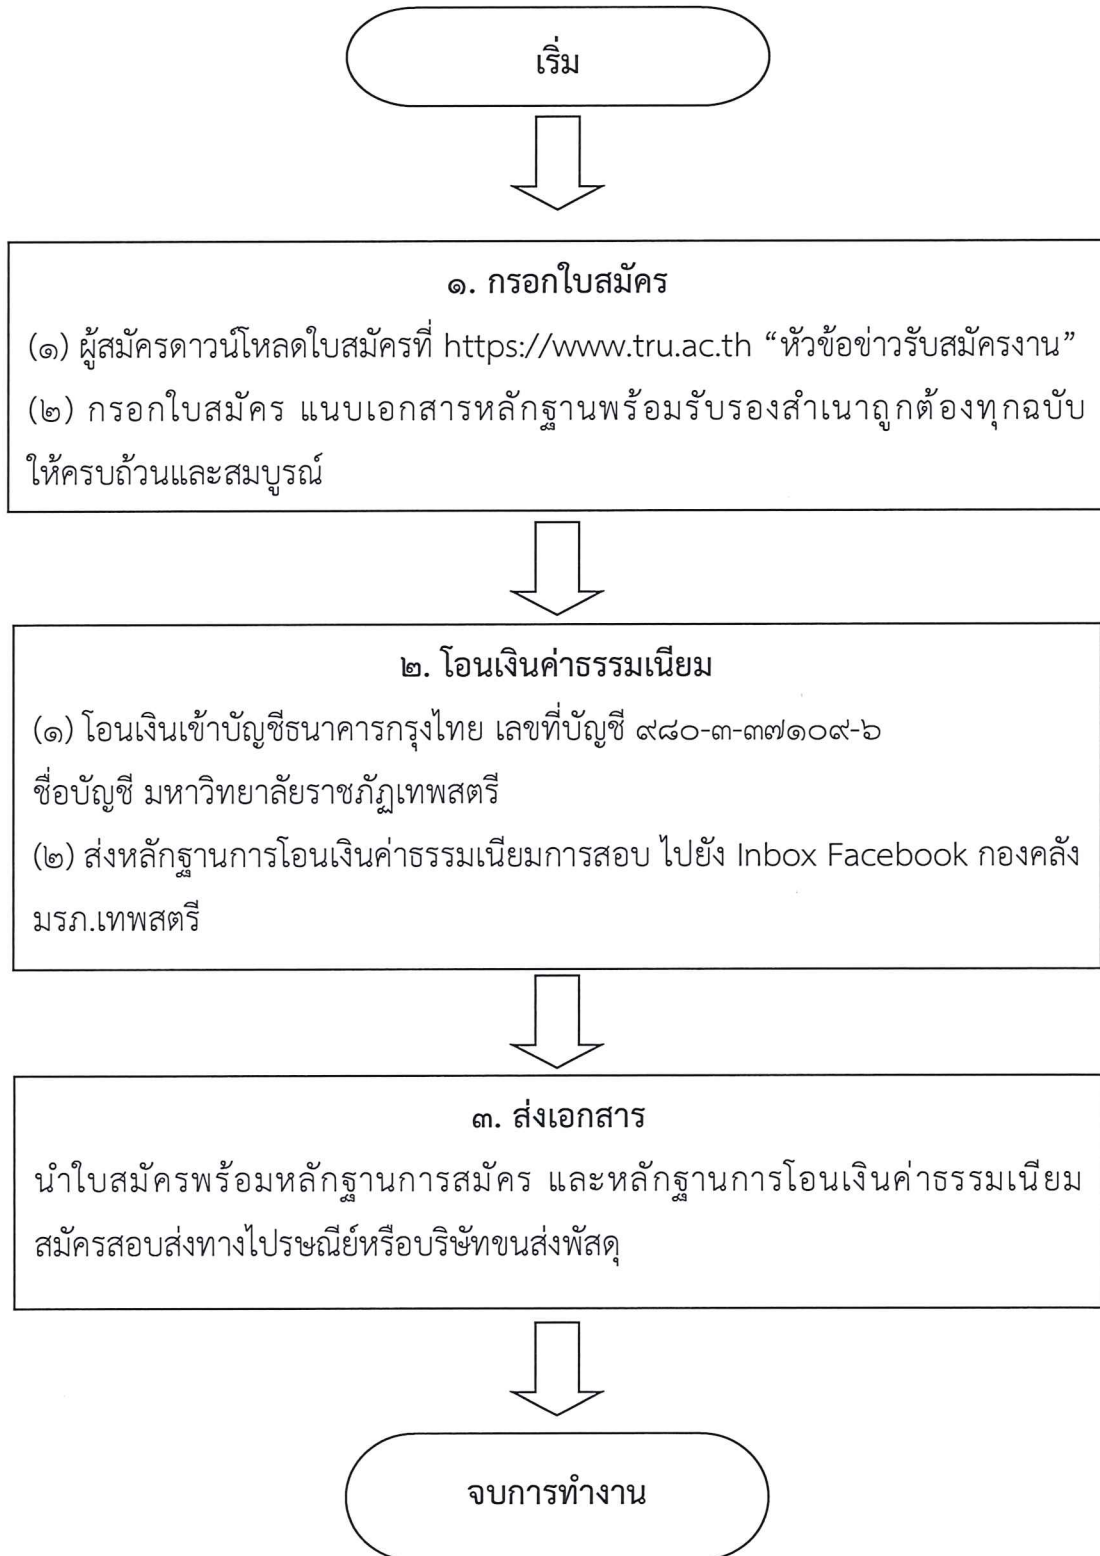 เริ่ม
๑. กรอกใบสมัคร
(๑) ผู้สมัครดาวน์โหลดใบสมัครที่ https://www.tru.ac.th “หัวข้อข่าวรับสมัครงาน”
(๒) กรอกใบสมัคร แนบเอกสารหลักฐานพร้อมรับรองสำเนาถูกต้องทุกฉบับ
ให้ครบถ้วนและสมบูรณ์
๒. โอนเงินค่าธรรมเนียม
(๑) โอนเงินเข้าบัญชีธนาคารกรุงไทย เลขที่บัญชี ๙๘๐-๓-๓๗๑๐๙-๖
ชื่อบัญชี มหาวิทยาลัยราชภัฏเทพสตรี
(๒) ส่งหลักฐานการโอนเงินค่าธรรมเนียมการสอบ ไปยัง Inbox Facebook กองคลัง
มรภ.เทพสตรี
๓. ส่งเอกสาร
นำใบสมัครพร้อมหลักฐานการสมัคร และหลักฐานการโอนเงินค่าธรรมเนียม
สมัครสอบส่งทางไปรษณีย์หรือบริษัทขนส่งพัสดุ
จบการทำงาน